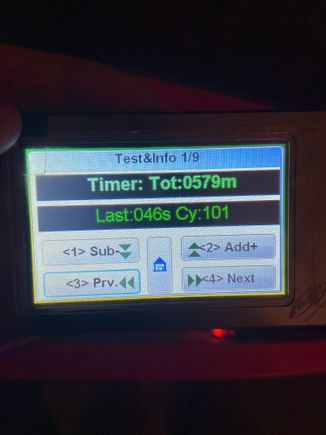 Test&Info 1/9
Timer: Tot:0579m
Last:046s Cy:101
<1> Sub-
<2> Add+
<3> Prv.
<4> Next